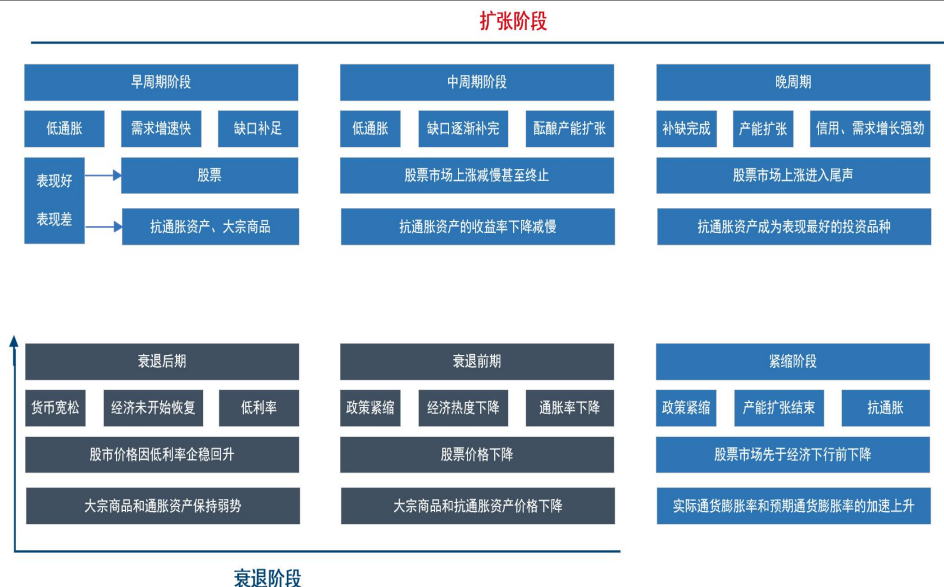 扩张阶段
早周期阶段
低通胀 需求增速快 缺口补足
表现好
股票
表现差
抗通胀资产、大宗商品
中周期阶段
低通胀 缺口逐渐补完 酝酿产能扩张
股票市场上涨减慢甚至终止
抗通胀资产的收益率下降减慢
晚周期
补缺完成 产能扩张 信用、需求增长强劲
股票市场上涨进入尾声
抗通胀资产成为表现最好的投资品种
衰退后期
货币宽松 经济未开始恢复 低利率
股市价格因低利率企稳回升
大宗商品和通胀资产保持弱势
衰退前期
政策紧缩 经济热度下降 通胀率下降
股票价格下降
大宗商品和抗通胀资产价格下降
紧缩阶段
政策紧缩 产能扩张结束 抗通胀
股票市场先于经济下行前下降
实际通货膨胀率和预期通货膨胀率的加速上升
衰退阶段